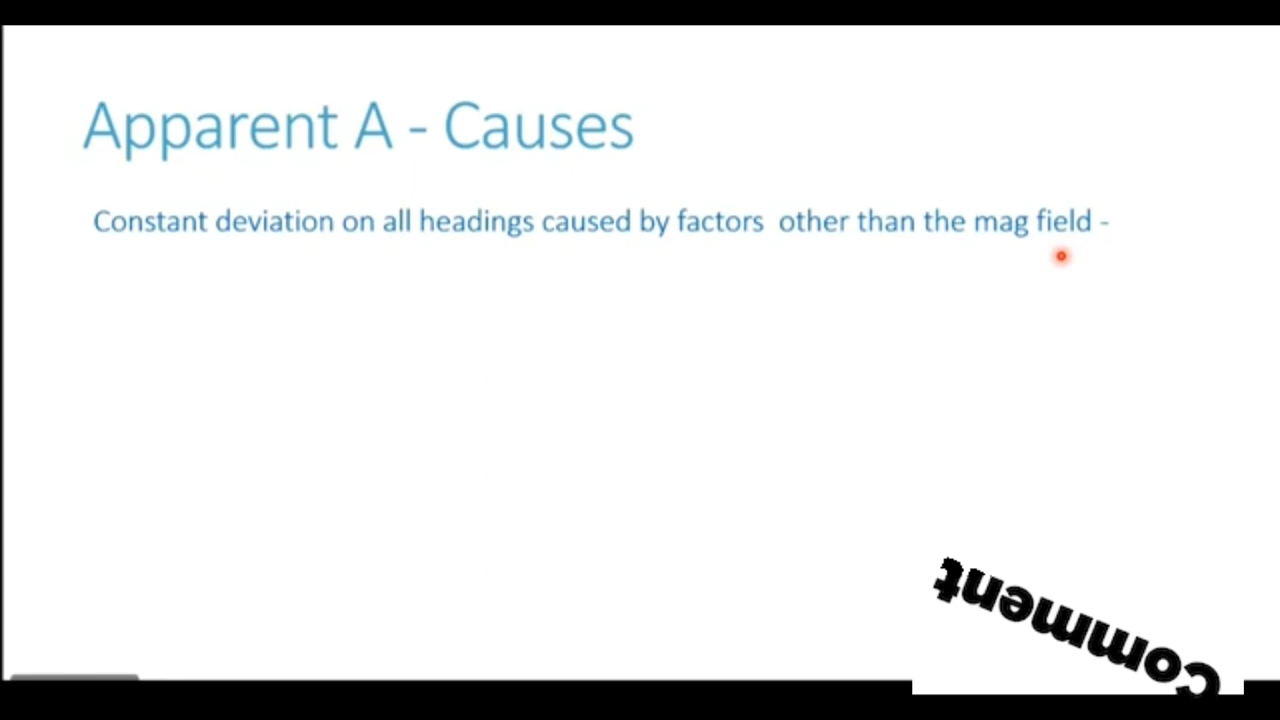 Apparent A - Causes
Constant deviation on all headings caused by factors other than the mag field -
Comment